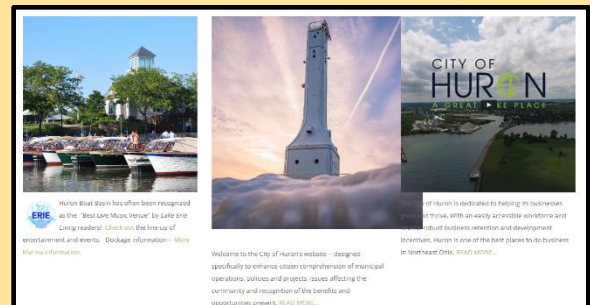 Huron Boat Basin has often been recognized
as the "Best Live Music Venue" by Lake Erie
Living readers! Check out the line-up of
entertainment and events. Dockage information – More
Marina information.
ERIE
Welcome to the City of Huron's website – designed
specifically to enhance citizen comprehension of municipal
operations, policies and projects, issues affecting the
community and recognition of the benefits and
opportunities present. READ MORE...
CITY OF
HURON
A GREAT KE PLACE
of Huron is dedicated to helping its businesses
and thrive. With an easily accessible workforce and
robust business retention and development
incentives, Huron is one of the best places to do business
in Northeast Ohio. READ MORE...